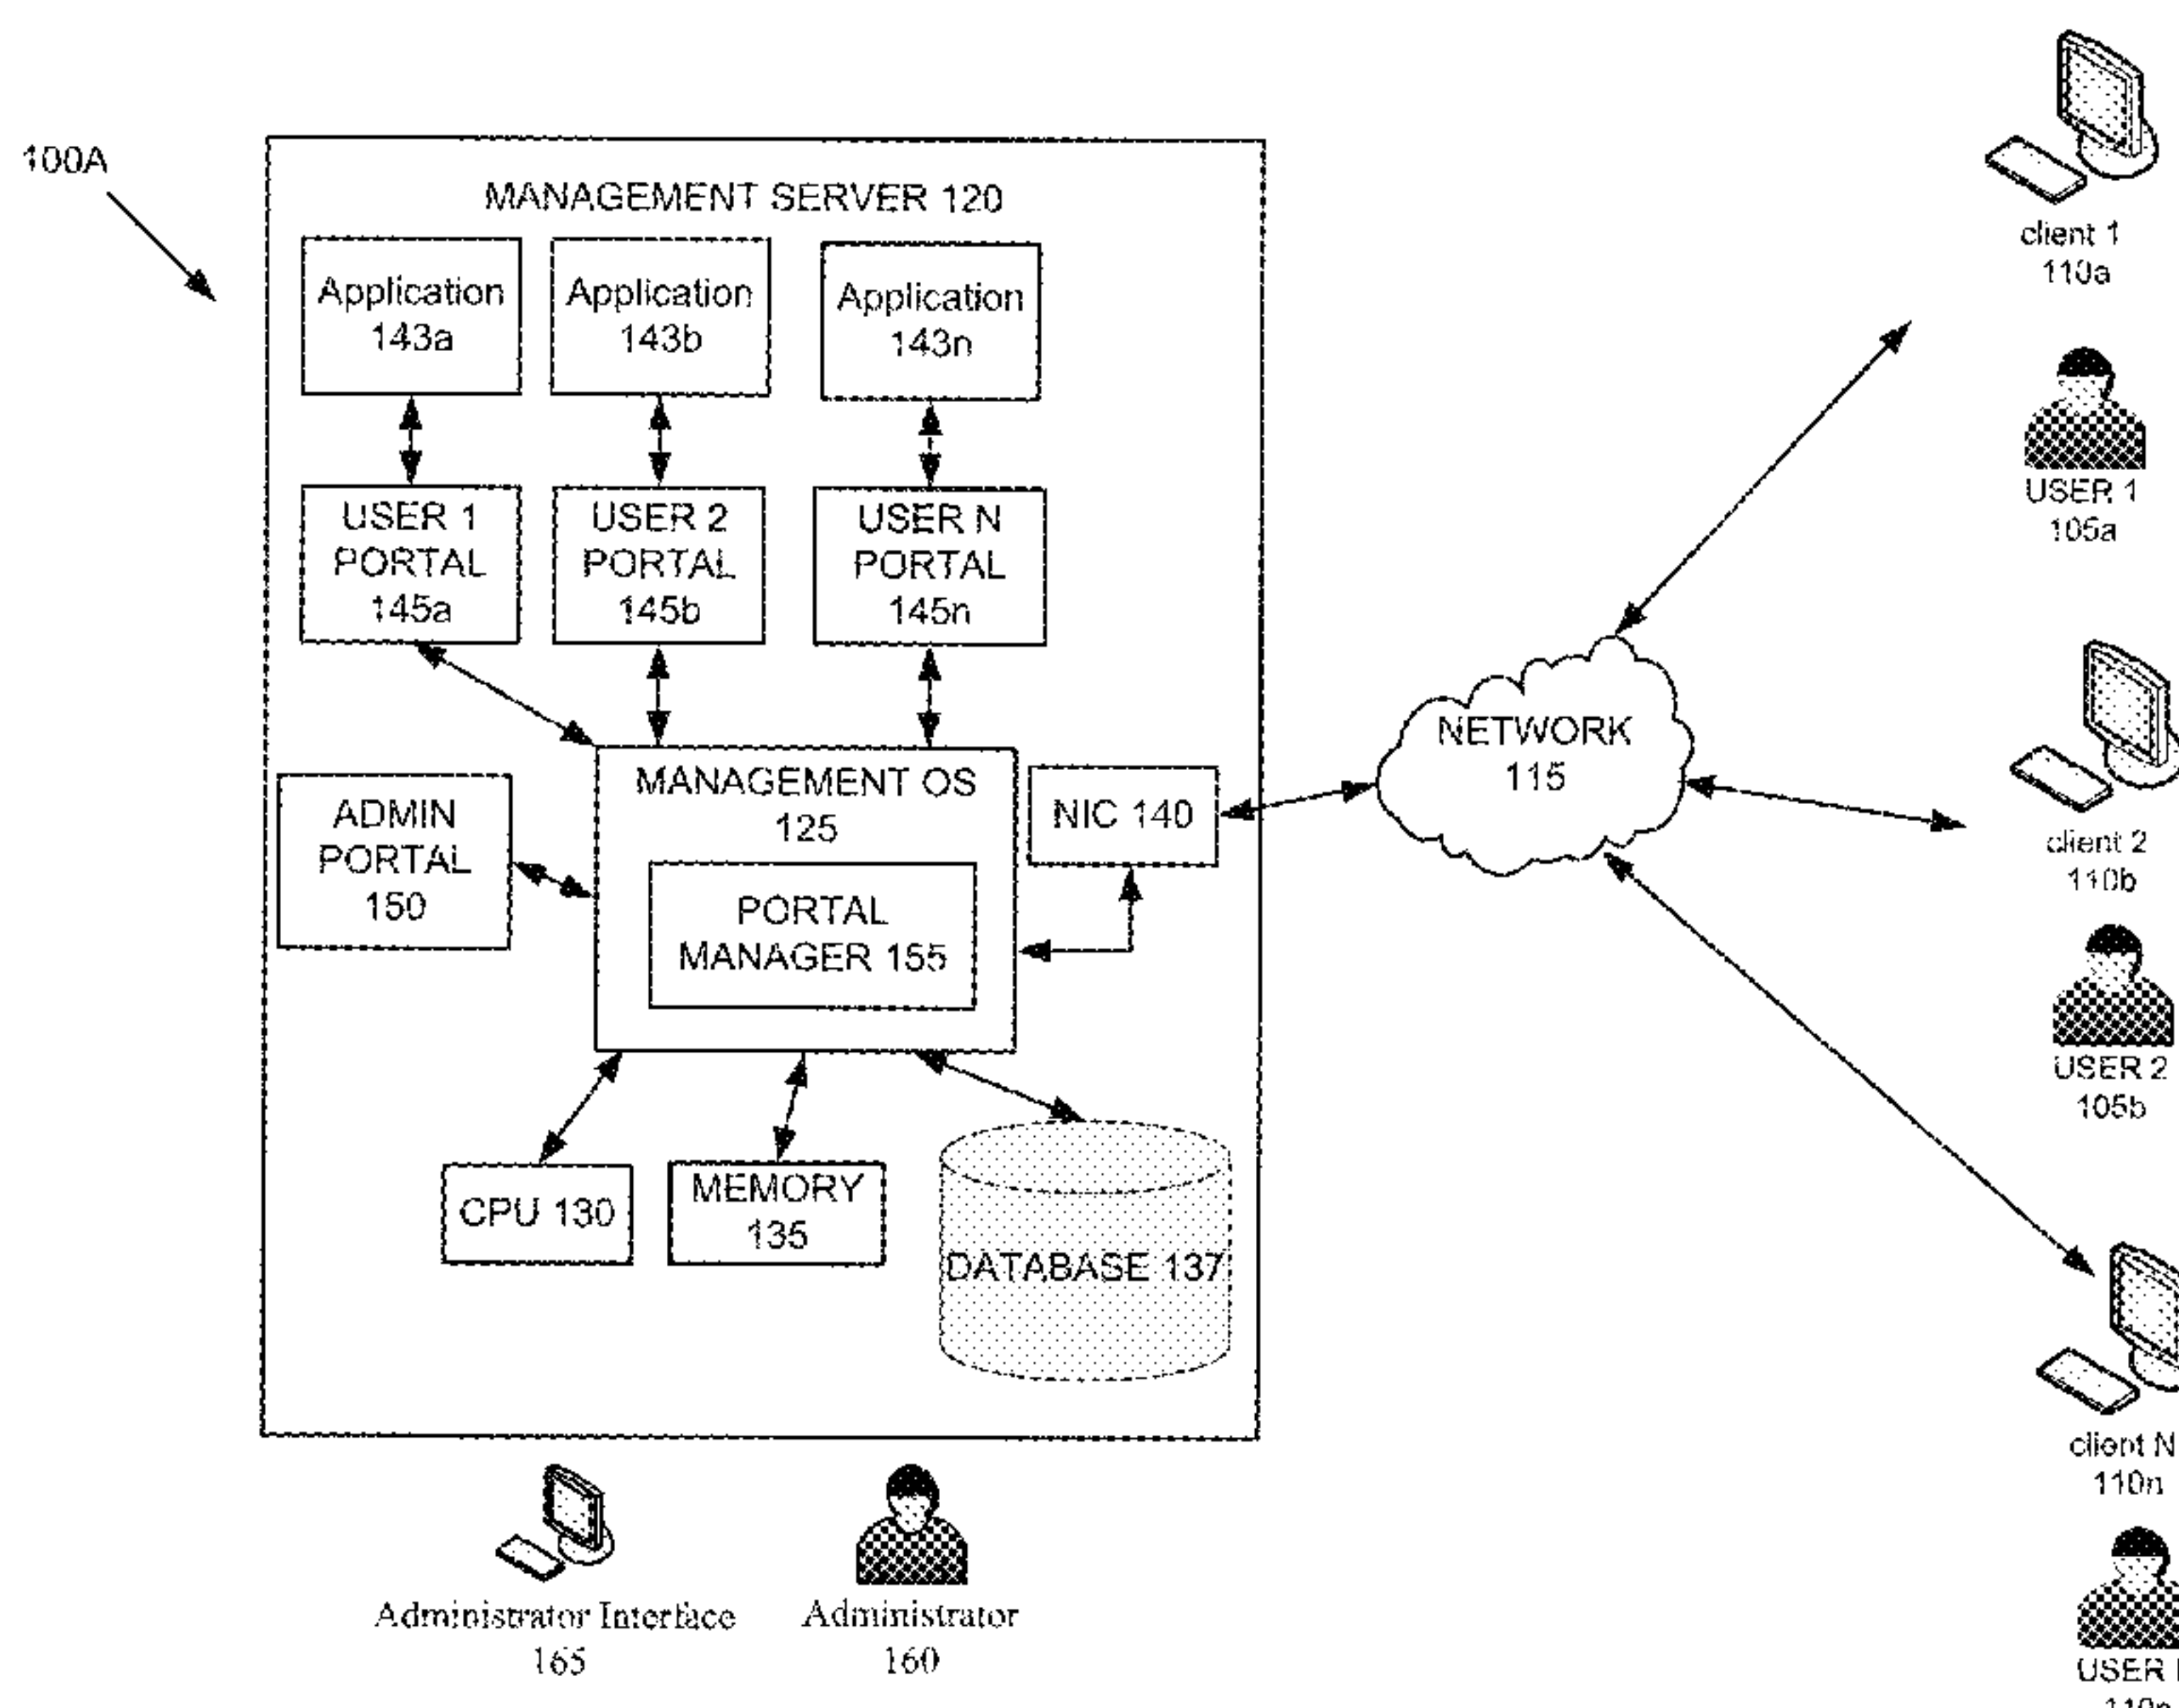 100A
MANAGEMENT SERVER 120
Application
143a
Application
143b
Application
143n
USER 1
PORTAL
145a
USER 2
PORTAL
145b
USER N
PORTAL
145n
ADMIN
PORTAL
150
MANAGEMENT OS
125
PORTAL
MANAGER 155
NIC 140
CPU 130
MEMORY
135
DATABASE 137
NETWORK
115
client 1
110a
USER 1
105a
client 2
110b
USER 2
105b
client N
110n
USER
Administrator Interface
165
Administrator
160